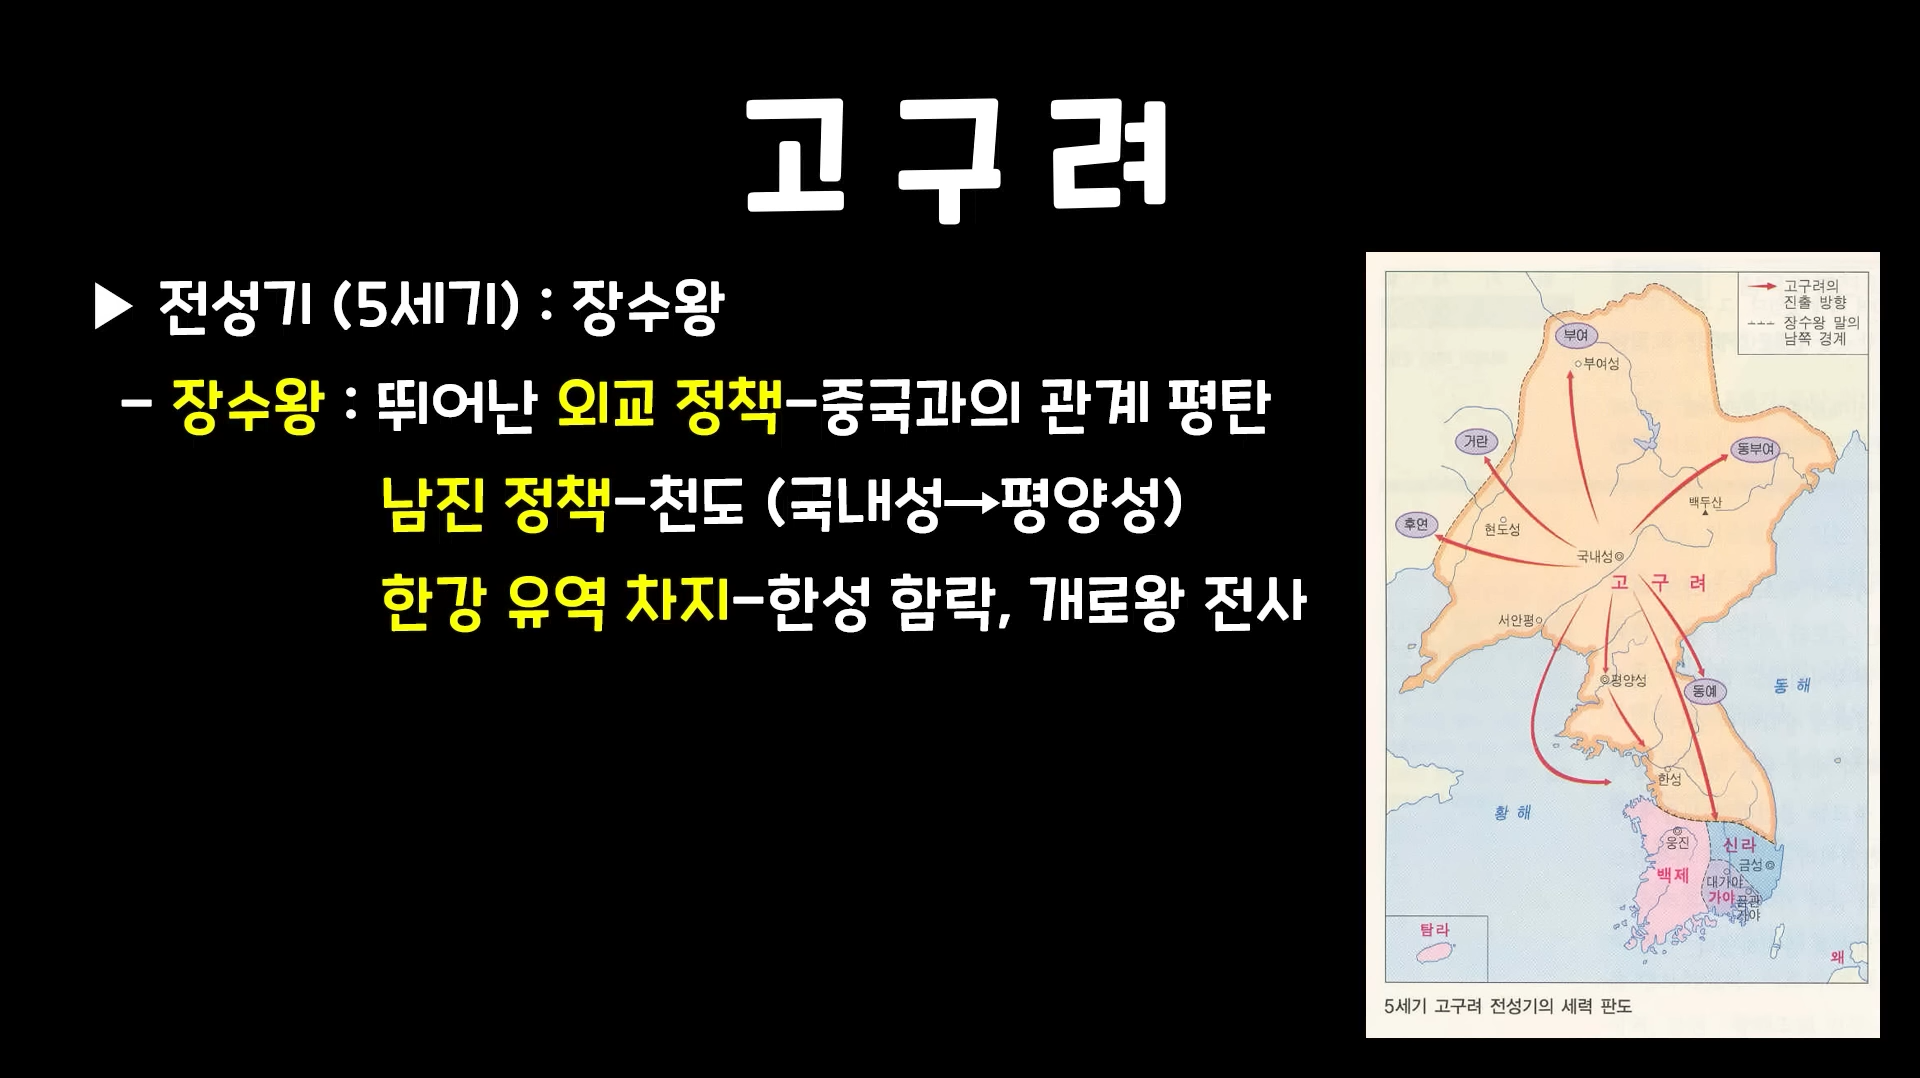 고구려
▶ 전성기 (5세기) : 장수왕
- 장수왕 : 뛰어난 외교 정책-중국과의 관계 평탄
남진 정책-천도 (국내성→평양성)
한강 유역 차지-한성 함락, 개로왕 전사
고구려의
진출 방향
장수왕 말의
남쪽 경계
부여
부여성
거란
동부여
백두산
후연
현도성
국내성
고구려
서안평
평양성
동예
동해
한성
황해
웅진
신라
금성
백제
대가야
가야
금관
가야
탐라
왜
5세기 고구려 전성기의 세력 판도